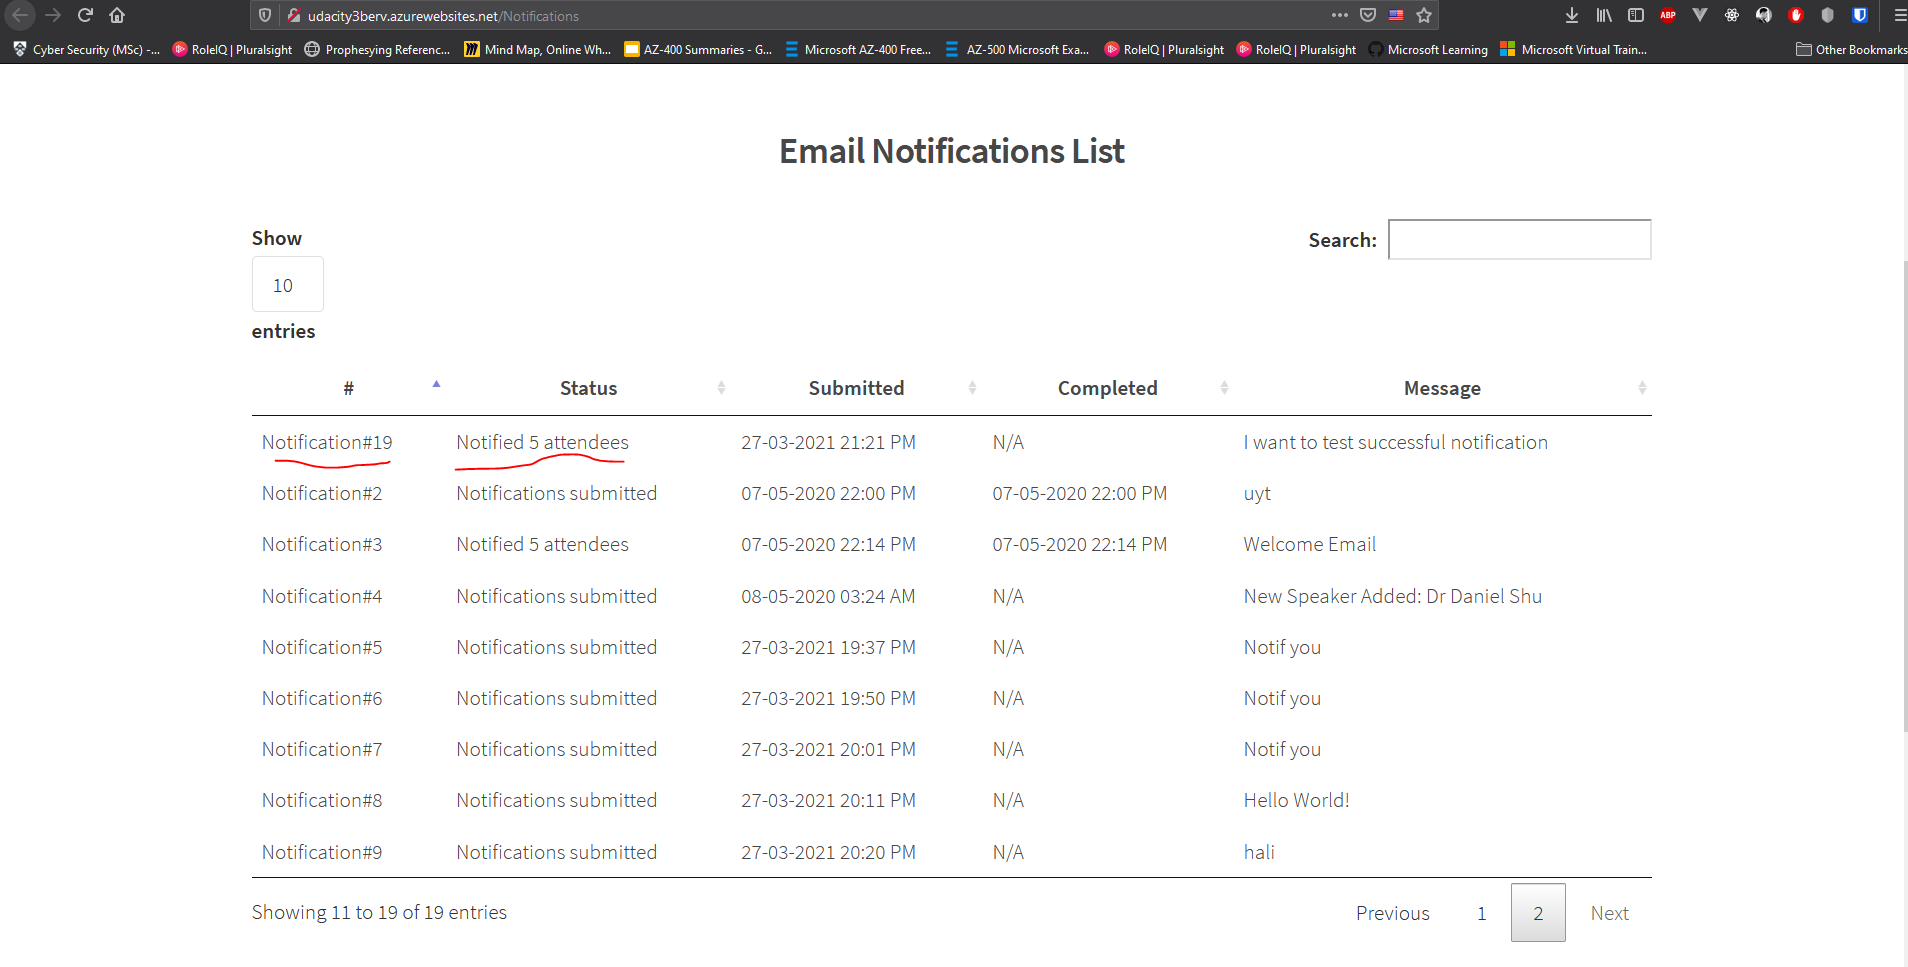 udacity3berv.azurewebsites.net/Notifications
ABP
Cyber Security (MSc) -... RoleIQ | Pluralsight Prophesying Referenc... Mind Map, Online Wh... AZ-400 Summaries - G... Microsoft AZ-400 Free... AZ-500 Microsoft Exa... RoleIQ | Pluralsight RoleIQ | Pluralsight Microsoft Learning Microsoft Virtual Train... Other Bookmarks
Email Notifications List
Show
Search:
10
entries
# Status Submitted Completed Message
Notification#19 Notified 5 attendees 27-03-2021 21:21 PM N/A I want to test successful notification
Notification#2 Notifications submitted 07-05-2020 22:00 PM 07-05-2020 22:00 PM uyt
Notification#3 Notified 5 attendees 07-05-2020 22:14 PM 07-05-2020 22:14 PM Welcome Email
Notification#4 Notifications submitted 08-05-2020 03:24 AM N/A New Speaker Added: Dr Daniel Shu
Notification#5 Notifications submitted 27-03-2021 19:37 PM N/A Notif you
Notification#6 Notifications submitted 27-03-2021 19:50 PM N/A Notif you
Notification#7 Notifications submitted 27-03-2021 20:01 PM N/A Notif you
Notification#8 Notifications submitted 27-03-2021 20:11 PM N/A Hello World!
Notification#9 Notifications submitted 27-03-2021 20:20 PM N/A hali
Showing 11 to 19 of 19 entries Previous 1 2 Next